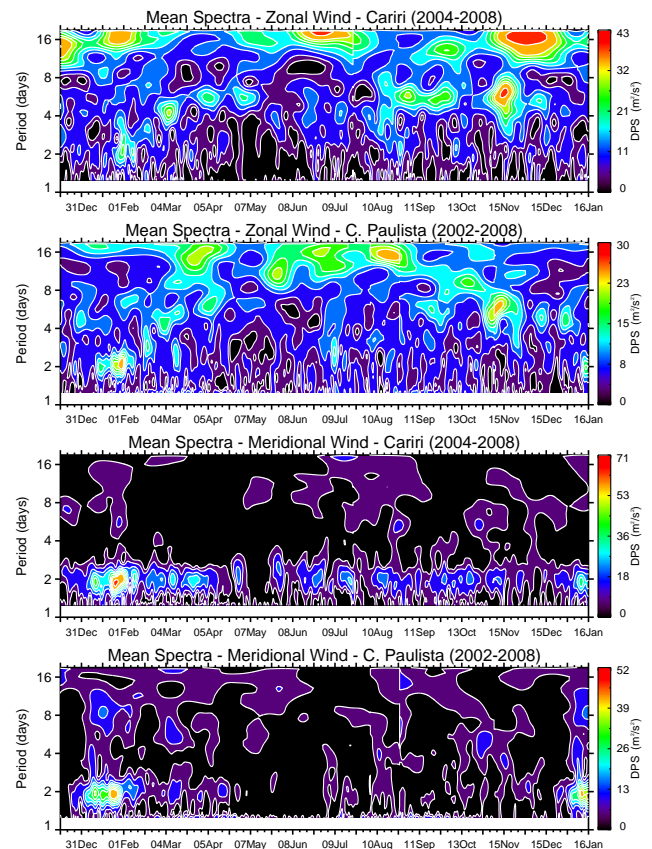 Mean Spectra - Zonal Wind - Cariri (2004-2008)
Period (days)
16
8
4
2
1
31Dec 01Feb 04Mar 05Apr 07May 08Jun 09Jul 10Aug 11Sep 13Oct 15Nov 15Dec 16Jan
43
32
21
11
0
DPS (m²/s²)
Mean Spectra - Zonal Wind - C. Paulista (2002-2008)
Period (days)
16
8
4
2
1
31Dec 01Feb 04Mar 05Apr 07May 08Jun 09Jul 10Aug 11Sep 13Oct 15Nov 15Dec 16Jan
30
23
15
8
0
DPS (m²/s²)
Mean Spectra - Meridional Wind - Cariri (2004-2008)
Period (days)
16
8
4
2
1
31Dec 01Feb 04Mar 05Apr 07May 08Jun 09Jul 10Aug 11Sep 13Oct 15Nov 15Dec 16Jan
71
53
36
18
0
DPS (m²/s²)
Mean Spectra - Meridional Wind - C. Paulista (2002-2008)
Period (days)
16
8
4
2
1
31Dec 01Feb 04Mar 05Apr 07May 08Jun 09Jul 10Aug 11Sep 13Oct 15Nov 15Dec 16Jan
52
39
26
13
0
DPS (m²/s²)